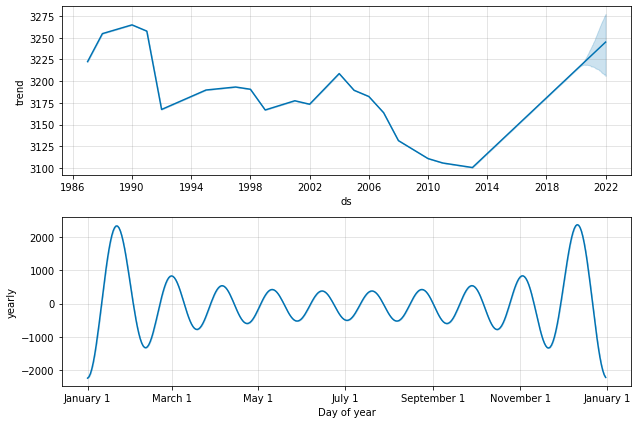 3275
3250
3225
3200
3175
3150
3125
3100
trend
1986 1990 1994 1998 2002 2006 2010 2014 2018 2022
ds
2000
1000
0
−1000
−2000
yearly
January 1 March 1 May 1 July 1 September 1 November 1 January 1
Day of year